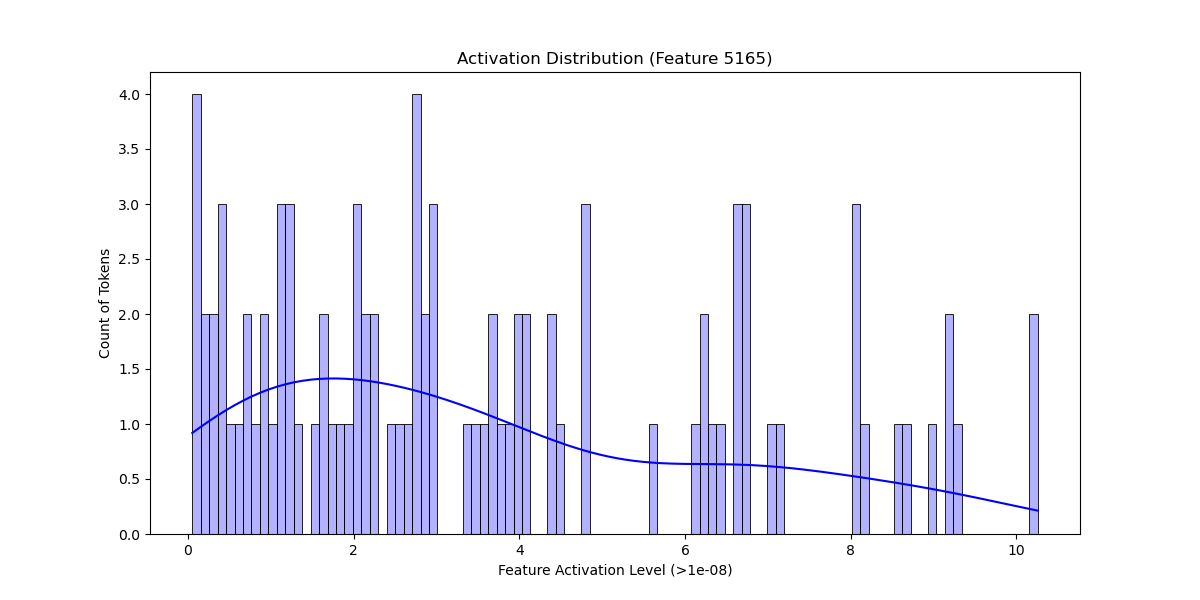 Activation Distribution (Feature 5165)
Count of Tokens
4.0
3.5
3.0
2.5
2.0
1.5
1.0
0.5
0.0
0 2 4 6 8 10
Feature Activation Level (>1e-08)